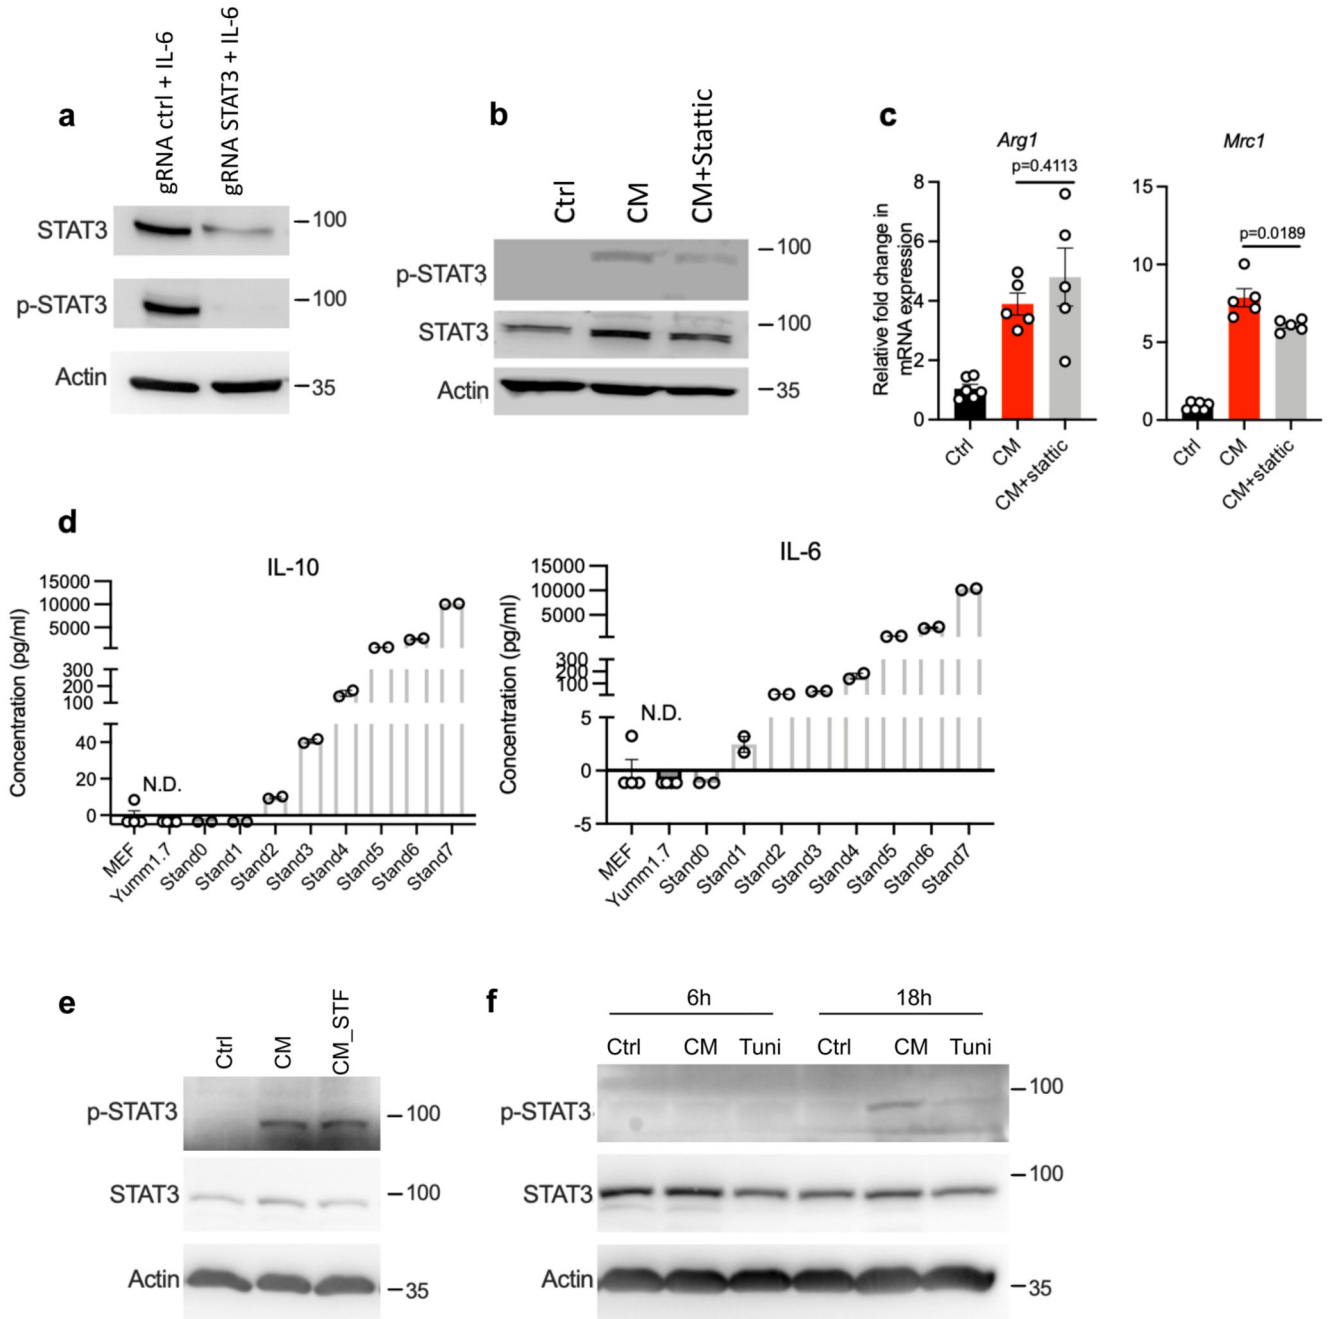 a
gRNA ctrl + IL-6
gRNA STAT3 + IL-6
STAT3
100
p-STAT3
100
Actin
35
b
Ctrl
CM
CM+Stattic
p-STAT3
100
STAT3
100
Actin
35
c
Arg1
p=0.4113
Relative fold change in
mRNA expression
8
6
4
2
0
Ctrl
CM
CM+stattic
Mrc1
p=0.0189
15
10
5
0
Ctrl
CM
CM+stattic
d
IL-10
Concentration (pg/ml)
15000
10000
5000
300
200
100
40
20
0
N.D.
MEF
Yumm1.7
Stand0
Stand1
Stand2
Stand3
Stand4
Stand5
Stand6
Stand7
IL-6
Concentration (pg/ml)
15000
10000
5000
300
200
100
5
0
-5
N.D.
MEF
Yumm1.7
Stand0
Stand1
Stand2
Stand3
Stand4
Stand5
Stand6
Stand7
e
Ctrl
CM
CM_STF
p-STAT3
100
STAT3
100
Actin
35
f
6h 18h
Ctrl CM Tuni Ctrl CM Tuni
p-STAT3
100
STAT3
100
Actin
35